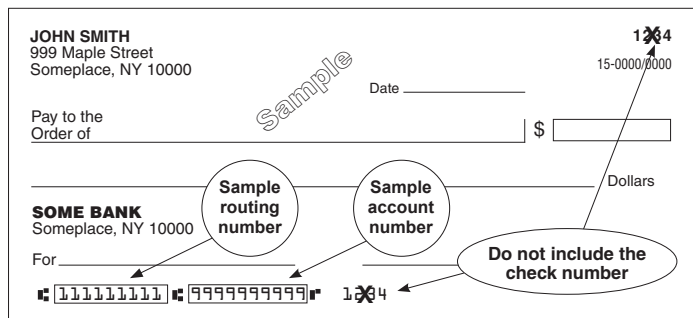 JOHN SMITH
999 Maple Street
Someplace, NY 10000
1234
15-0000/0000
Sample
Date
Pay to the
Order of
$
Dollars
Sample
routing
number
Sample
account
number
SOME BANK
Someplace, NY 10000
For
Do not include the
check number
⑆111111111⑆ 9999999999⑈ 1234